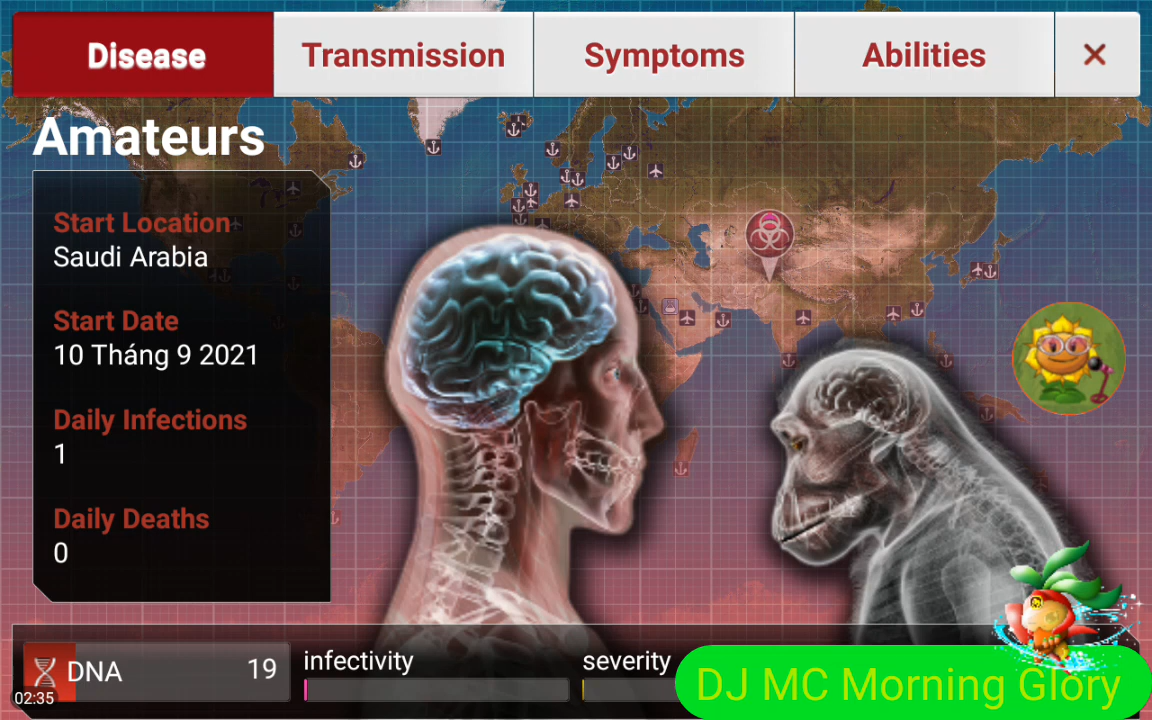 Disease
Transmission
Symptoms
Abilities
×
Amateurs
Start Location
Saudi Arabia
Start Date
10 Tháng 9 2021
Daily Infections
1
Daily Deaths
0
DNA
19
infectivity
severity
02:35
DJ MC Morning Glory